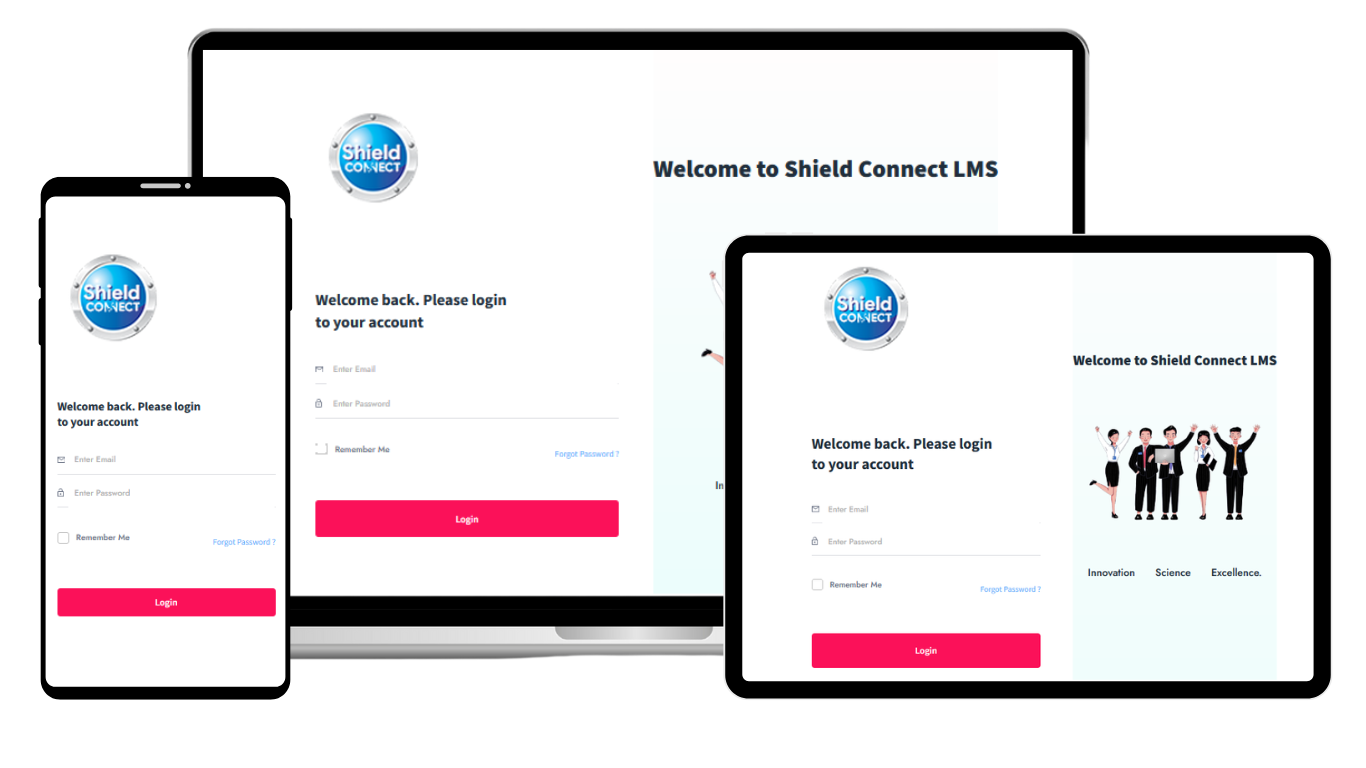 Shield
CONNECT
Welcome back. Please login
to your account
Enter Email
Enter Password
Remember Me
Forgot Password ?
Login
Shield
CONNECT
Welcome to Shield Connect LMS
Welcome back. Please login
to your account
Enter Email
Enter Password
Remember Me
Forgot Password ?
In
Login
Shield
CONNECT
Welcome to Shield Connect LMS
Welcome back. Please login
to your account
Enter Email
Enter Password
Remember Me
Forgot Password ?
Innovation Science Excellence.
Login